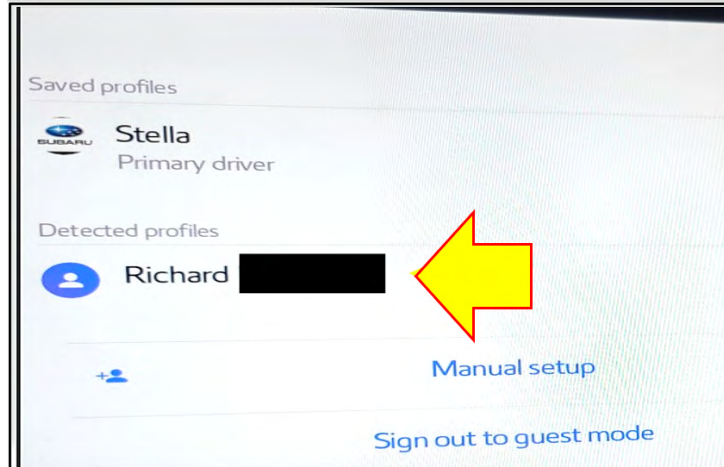 Saved profiles
SUBARU
Stella
Primary driver
Detected profiles
Richard
Manual setup
Sign out to guest mode